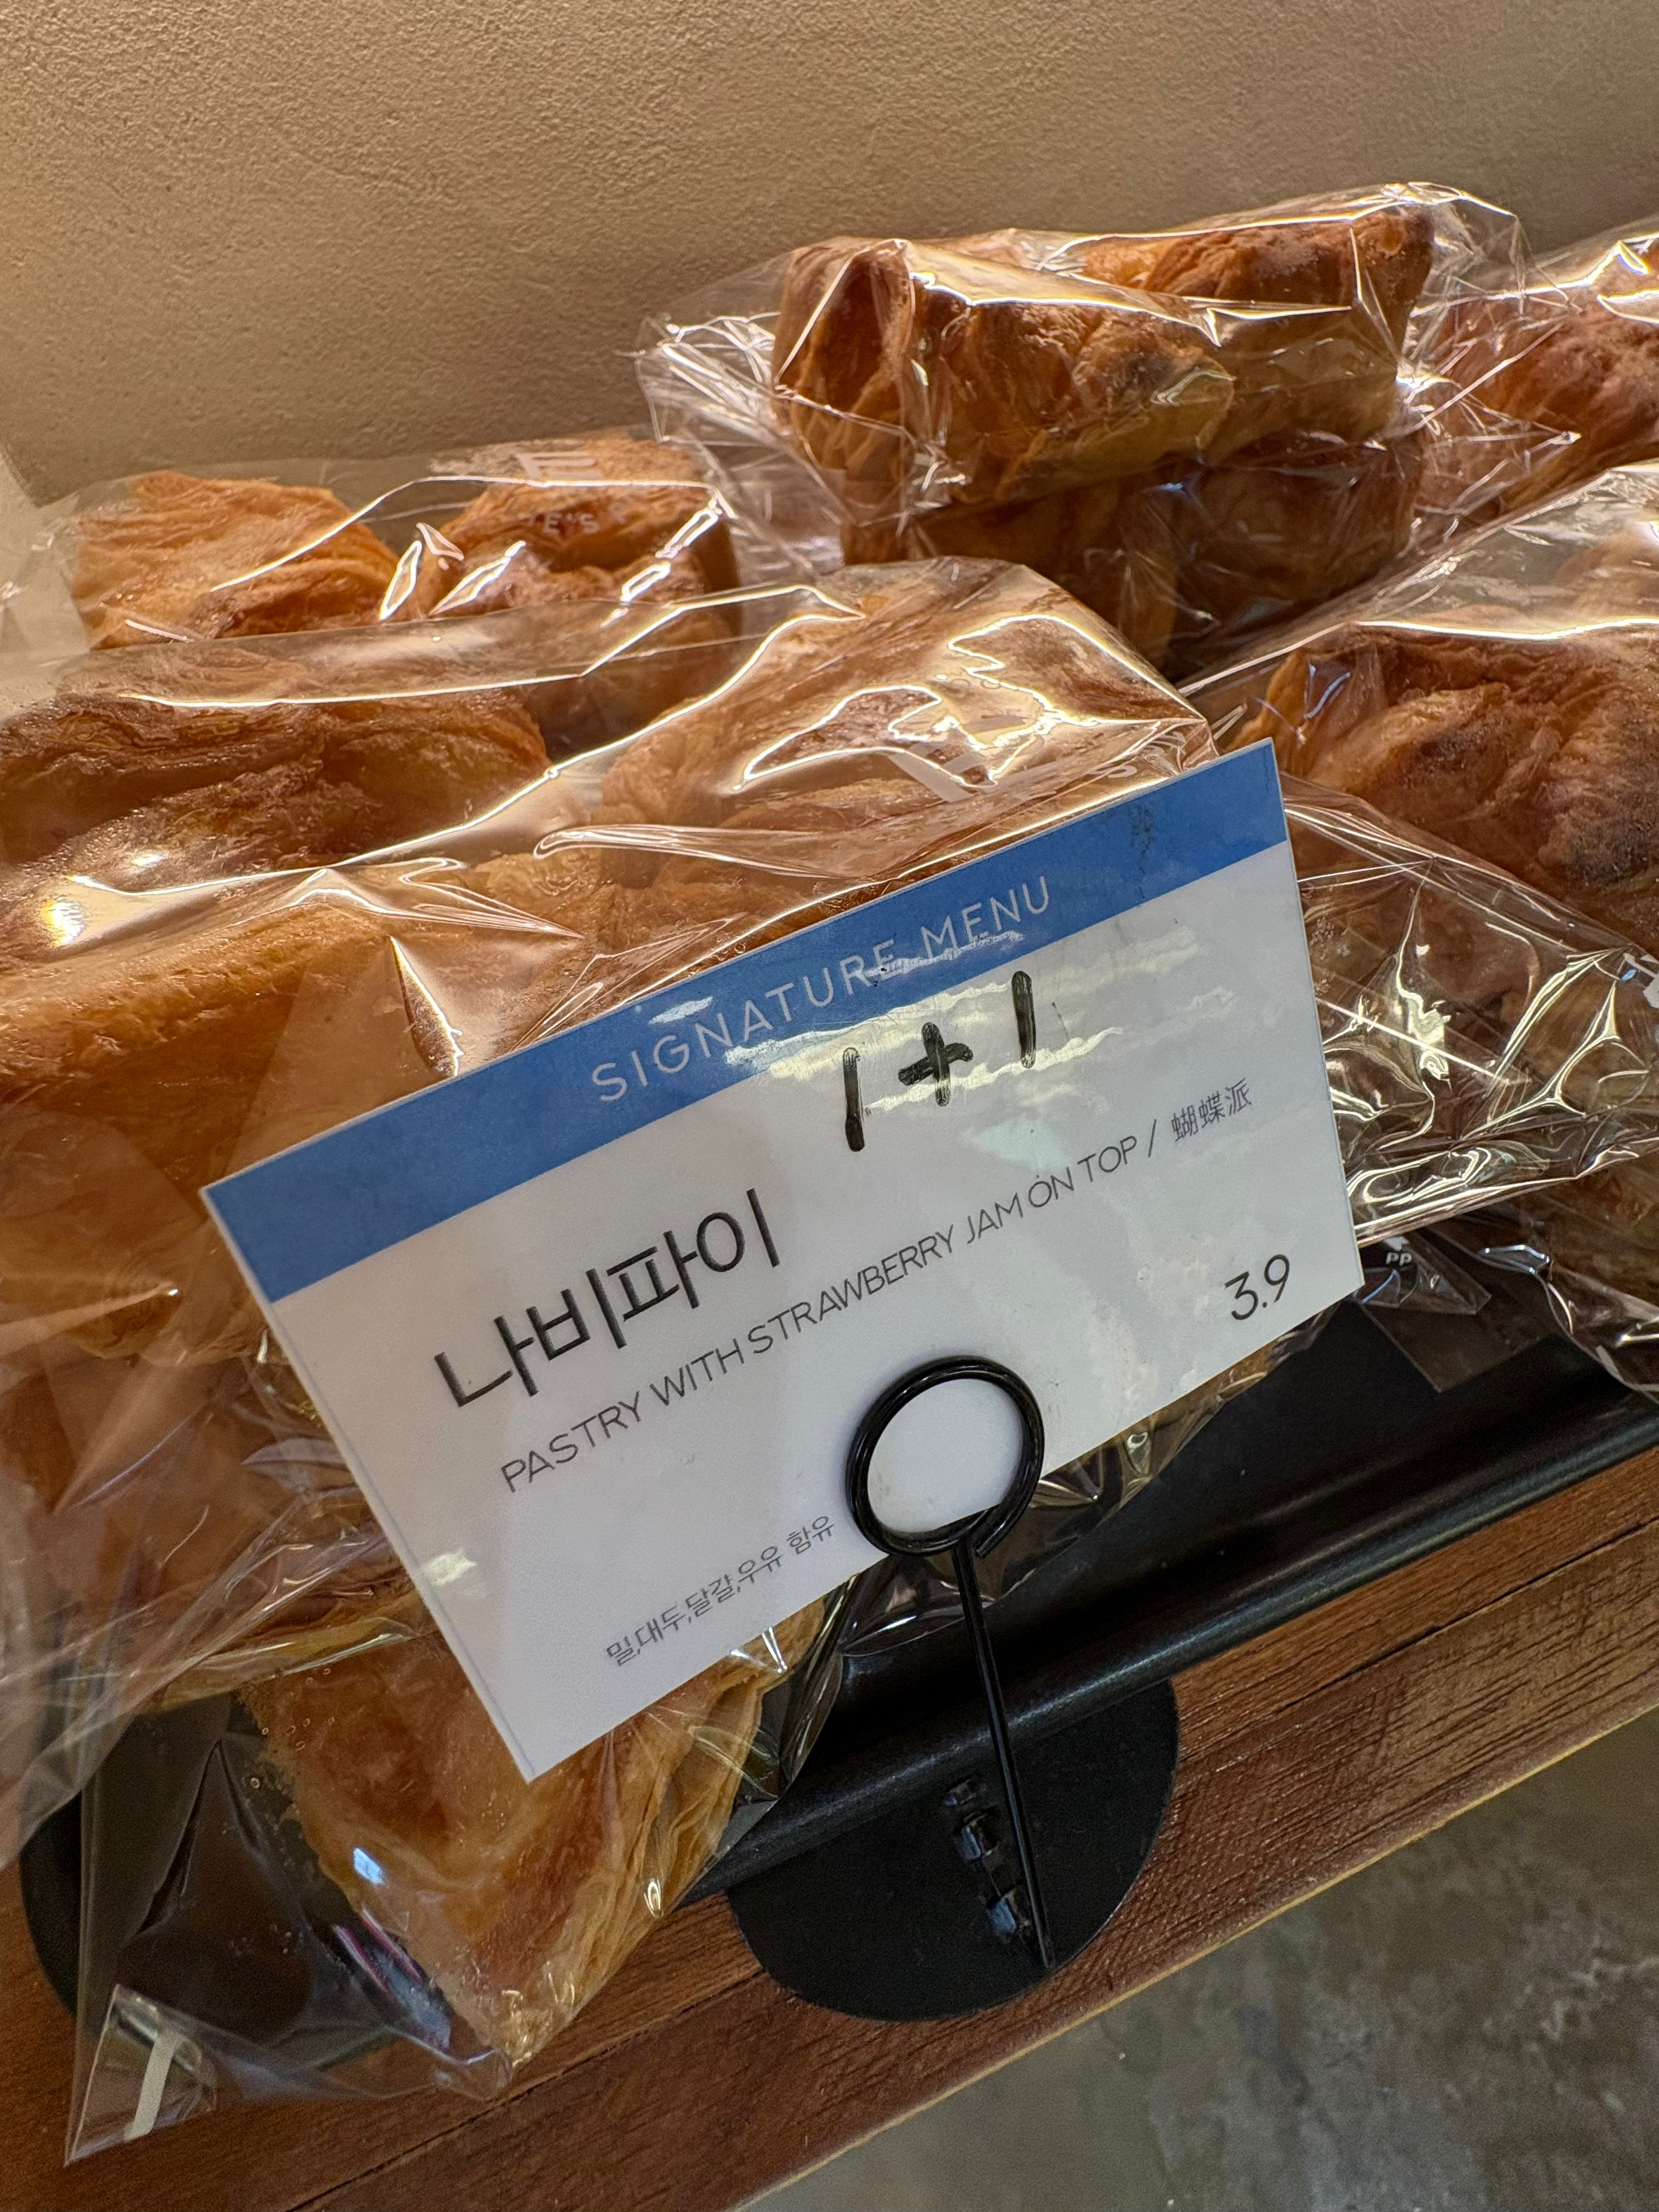 SIGNATURE MENU
1+1
나비파이
PASTRY WITH STRAWBERRY JAM ON TOP / 蝴蝶派
3.9
밀,대두,달걀,우유 함유
PP